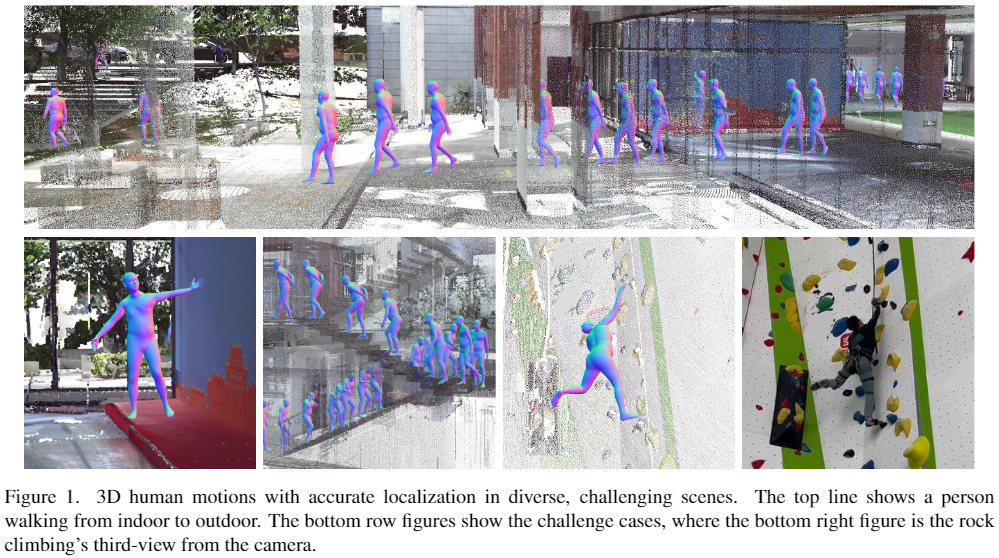 Figure 1. 3D human motions with accurate localization in diverse, challenging scenes. The top line shows a person
walking from indoor to outdoor. The bottom row figures show the challenge cases, where the bottom right figure is the rock
climbing's third-view from the camera.